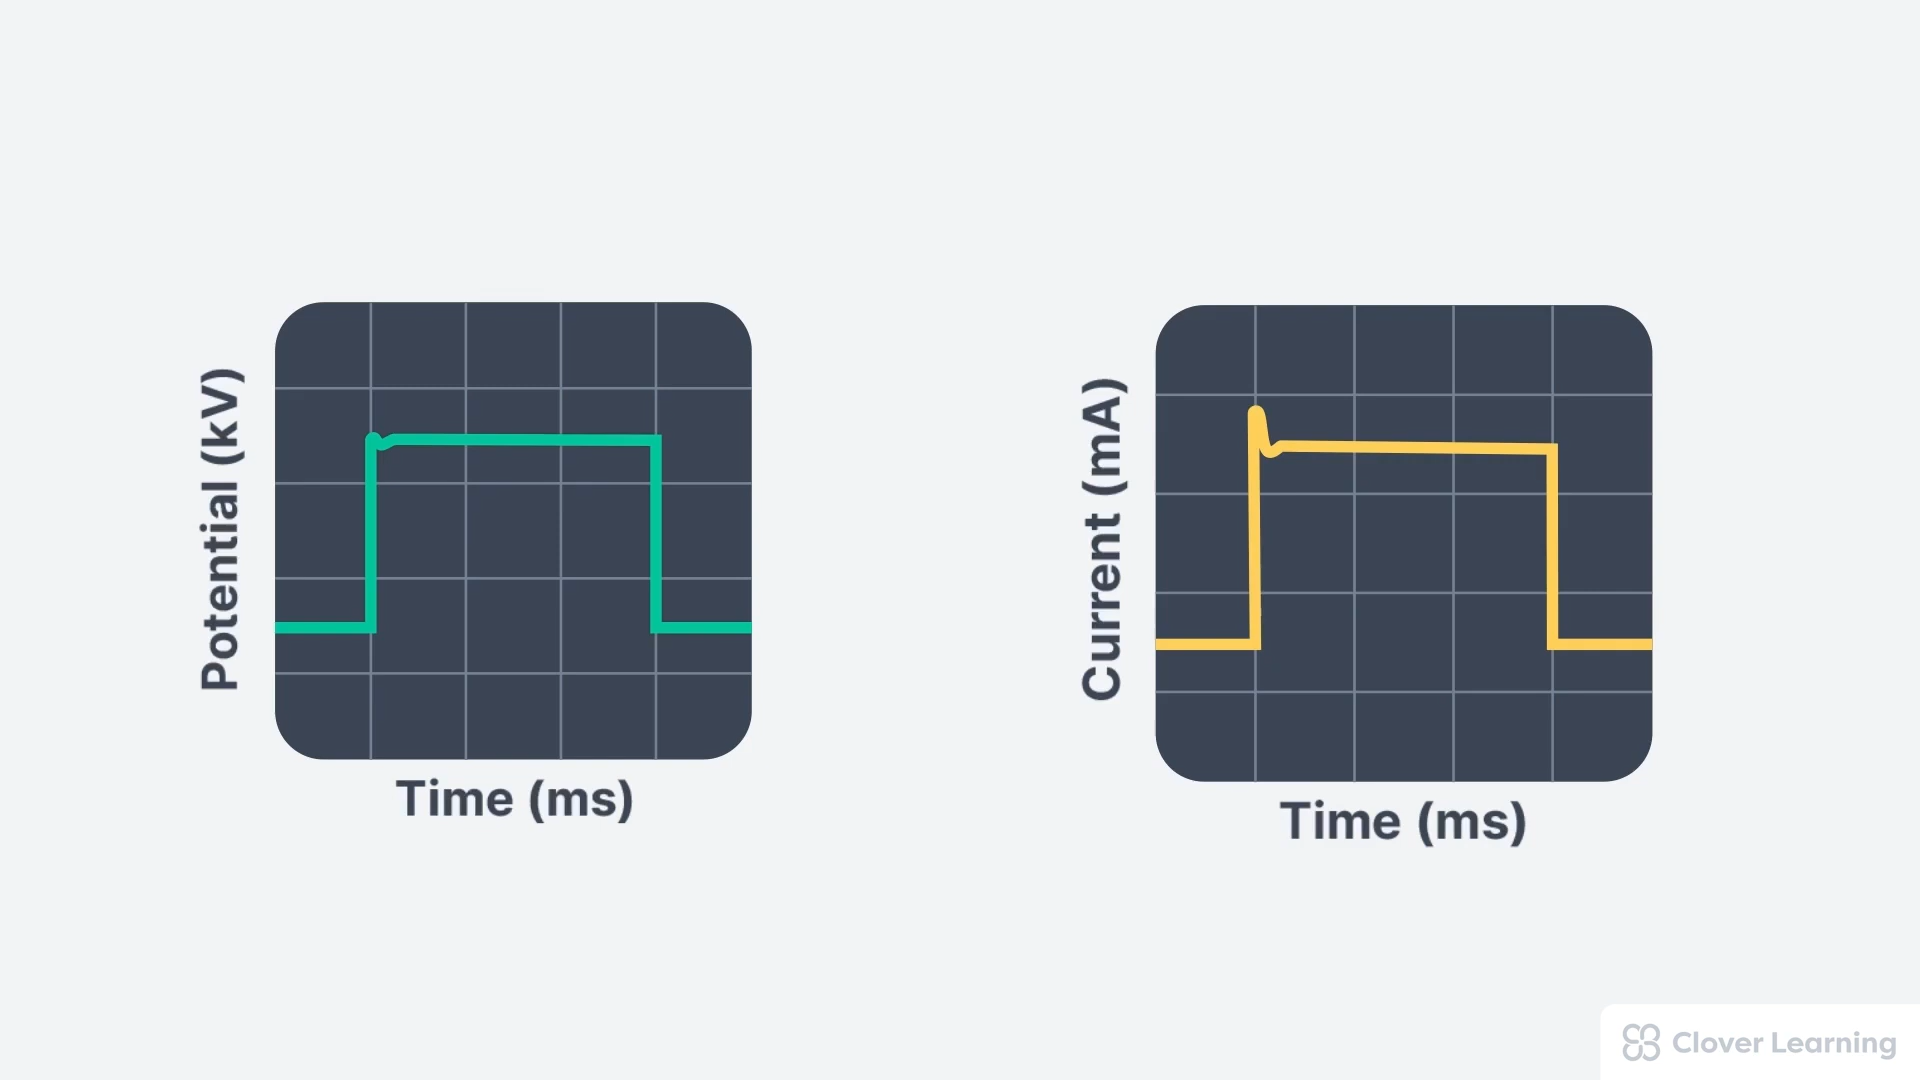 Potential (kV)
Time (ms)
Current (mA)
Time (ms)
Clover Learning